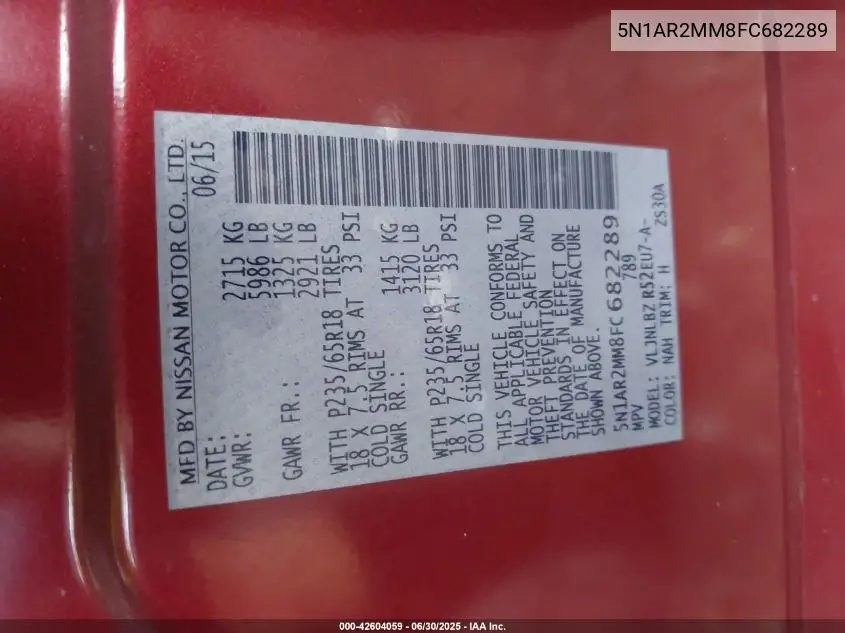 5N1AR2MM8FC682289
MFD BY NISSAN MOTOR CO., LTD.
DATE: 06/15
GVWR: 2715 KG
5986 LB
GAWR FR.: 1325 KG
2921 LB
WITH P235/65R18 TIRES
18 X 7.5 RIMS AT 33 PSI
COLD SINGLE
GAWR RR.: 1415 KG
3120 LB
WITH P235/65R18 TIRES
18 X 7.5 RIMS AT 33 PSI
COLD SINGLE
THIS VEHICLE CONFORMS TO
ALL APPLICABLE FEDERAL
MOTOR VEHICLE SAFETY AND
THEFT PREVENTION
STANDARDS IN EFFECT ON
THE DATE OF MANUFACTURE
SHOWN ABOVE.
5N1AR2MM8FC682289
MPV 789
MODEL: VLJNLBZ R52EU7-A-
COLOR: NAH TRIM: H ZS30A
000-42604059 - 06/30/2025 - IAA Inc.